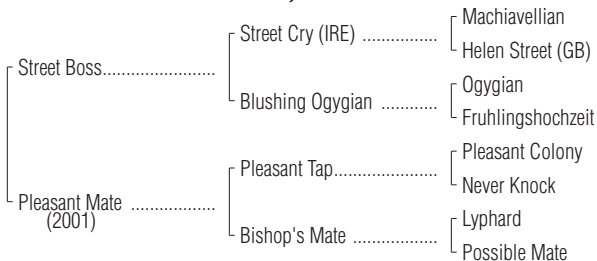 Machiavellian
Street Cry (IRE) ................
Helen Street (GB)
Street Boss........................
Ogygian
Blushing Ogygian ............
Fruhlingshochzeit
Pleasant Colony
Pleasant Tap......................
Never Knock
Pleasant Mate ..................
(2001)
Lyphard
Bishop's Mate ..................
Possible Mate